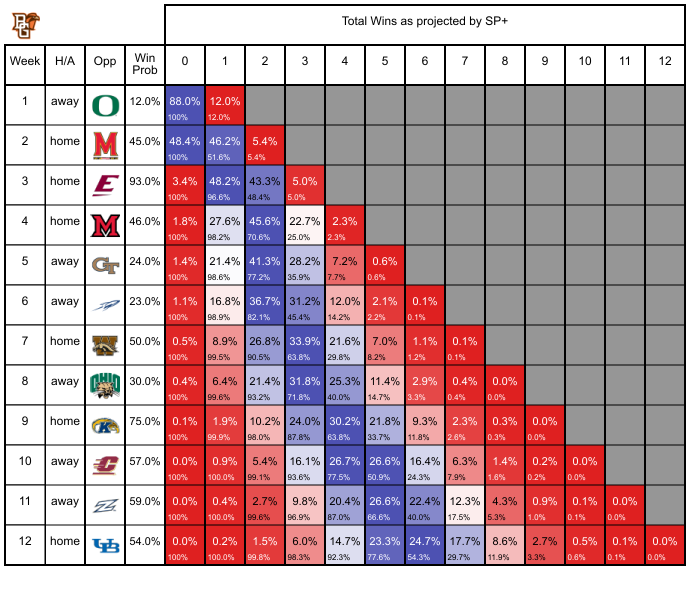 BG
Total Wins as projected by SP+
Week H/A Opp Win Prob 0 1 2 3 4 5 6 7 8 9 10 11 12
1 away O 12.0% 88.0% 12.0%
100% 12.0%
2 home M 45.0% 48.4% 46.2% 5.4%
100% 51.6% 5.4%
3 home E 93.0% 3.4% 48.2% 43.3% 5.0%
100% 96.6% 48.4% 5.0%
4 home M 46.0% 1.8% 27.6% 45.6% 22.7% 2.3%
100% 98.2% 70.6% 25.0% 2.3%
5 away GT 24.0% 1.4% 21.4% 41.3% 28.2% 7.2% 0.6%
100% 98.6% 77.2% 35.9% 7.7% 0.6%
6 away 23.0% 1.1% 16.8% 36.7% 31.2% 12.0% 2.1% 0.1%
100% 98.9% 82.1% 45.4% 14.2% 2.2% 0.1%
7 home W 50.0% 0.5% 8.9% 26.8% 33.9% 21.6% 7.0% 1.1% 0.1%
100% 99.5% 90.5% 63.8% 29.8% 8.2% 1.2% 0.1%
8 away OHIO 30.0% 0.4% 6.4% 21.4% 31.8% 25.3% 11.4% 2.9% 0.4% 0.0%
100% 99.6% 93.2% 71.8% 40.0% 14.7% 3.3% 0.4% 0.0%
9 home K 75.0% 0.1% 1.9% 10.2% 24.0% 30.2% 21.8% 9.3% 2.3% 0.3% 0.0%
100% 99.9% 98.0% 87.8% 63.8% 33.7% 11.8% 2.6% 0.3% 0.0%
10 away C 57.0% 0.0% 0.9% 5.4% 16.1% 26.7% 26.6% 16.4% 6.3% 1.4% 0.2% 0.0%
100% 100.0% 99.1% 93.6% 77.5% 50.9% 24.3% 7.9% 1.6% 0.2% 0.0%
11 away 59.0% 0.0% 0.4% 2.7% 9.8% 20.4% 26.6% 22.4% 12.3% 4.3% 0.9% 0.1% 0.0%
100% 100.0% 99.6% 96.9% 87.0% 66.6% 40.0% 17.5% 5.3% 1.0% 0.1% 0.0%
12 home UB 54.0% 0.0% 0.2% 1.5% 6.0% 14.7% 23.3% 24.7% 17.7% 8.6% 2.7% 0.5% 0.1% 0.0%
100% 100.0% 99.8% 98.3% 92.3% 77.6% 54.3% 29.7% 11.9% 3.3% 0.6% 0.1% 0.0%